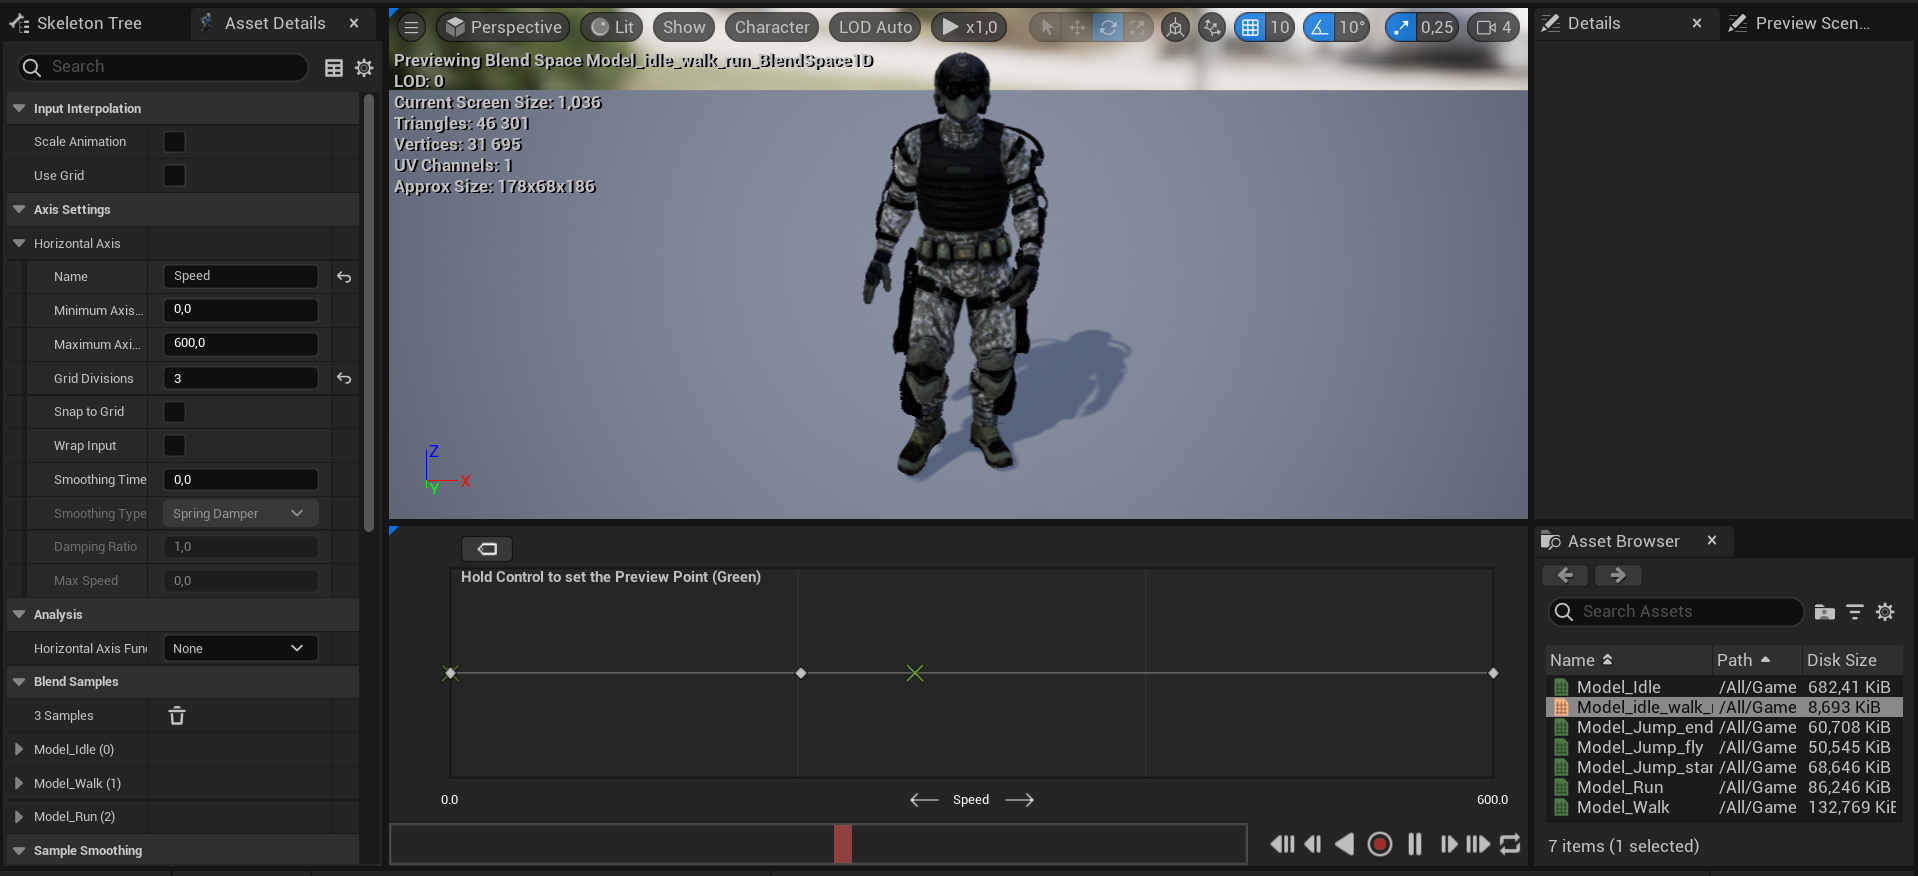 Skeleton Tree
Asset Details
Search
Input Interpolation
Scale Animation
Use Grid
Axis Settings
Horizontal Axis
Name Speed
Minimum Axis... 0,0
Maximum Axi... 600,0
Grid Divisions 3
Snap to Grid
Wrap Input
Smoothing Time 0,0
Smoothing Type Spring Damper
Damping Ratio 1,0
Max Speed 0,0
Analysis
Horizontal Axis Fun None
Blend Samples
3 Samples
Model_Idle (0)
Model_Walk (1)
Model_Run (2)
Sample Smoothing
Perspective Lit Show Character LOD Auto x1,0 10 10° 0,25 4
Previewing Blend Space Model_idle_walk_run_BlendSpace1D
LOD: 0
Current Screen Size: 1,036
Triangles: 46 301
Vertices: 31 695
UV Channels: 1
Approx Size: 178x68x186
Z
X
Y
Hold Control to set the Preview Point (Green)
0.0 Speed 600.0
Details
Preview Scen...
Asset Browser
Search Assets
Name Path Disk Size
Model_Idle /All/Game 682,41 KiB
Model_idle_walk_ /All/Game 8,693 KiB
Model_Jump_end /All/Game 60,708 KiB
Model_Jump_fly /All/Game 50,545 KiB
Model_Jump_star /All/Game 68,646 KiB
Model_Run /All/Game 86,246 KiB
Model_Walk /All/Game 132,769 KiE
7 items (1 selected)